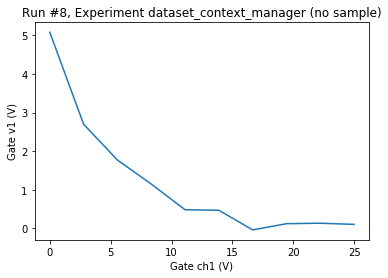 Run #8, Experiment dataset_context_manager (no sample)
5
4
3
2
1
0
Gate v1 (V)
0 5 10 15 20 25
Gate ch1 (V)